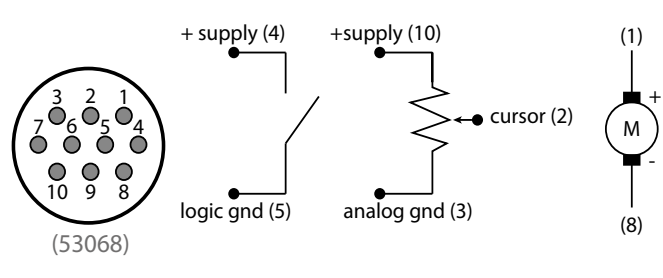 + supply (4)
+supply (10)
(1)
3 2 1
+
7 6 5 4
cursor (2)
M
-
10 9 8
logic gnd (5)
analog gnd (3)
(8)
(53068)